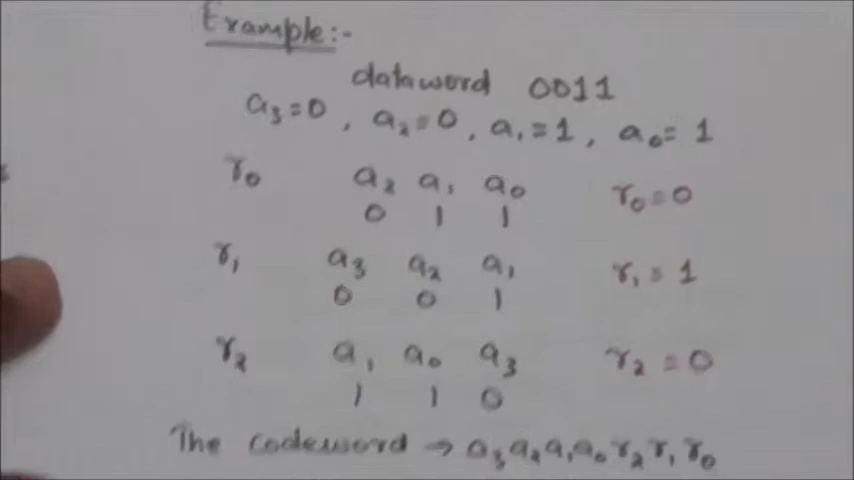 Example:-
dataword 0011
a₃=0, a₂=0, a₁=1, a₀=1
r₀ a₂ a₁ a₀ r₀=0
0 1 1
r₁ a₃ a₂ a₁ r₁=1
0 0 1
r₂ a₁ a₀ a₃ r₂=0
1 1 0
The codeword → a₃a₂a₁a₀r₂r₁r₀